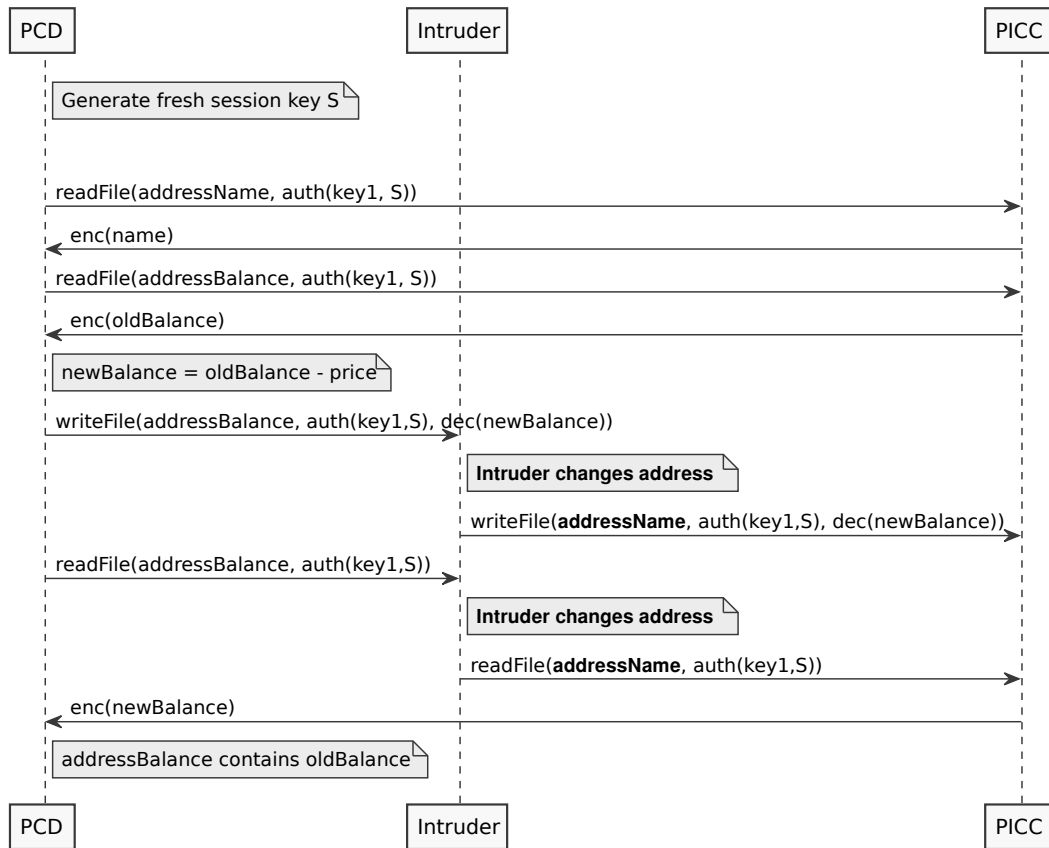 PCD
Intruder
PICC
Generate fresh session key S
readFile(addressName, auth(key1, S))
enc(name)
readFile(addressBalance, auth(key1, S))
enc(oldBalance)
newBalance = oldBalance - price
writeFile(addressBalance, auth(key1,S), dec(newBalance))
Intruder changes address
writeFile(addressName, auth(key1,S), dec(newBalance))
readFile(addressBalance, auth(key1,S))
Intruder changes address
readFile(addressName, auth(key1,S))
enc(newBalance)
addressBalance contains oldBalance
PCD
Intruder
PICC